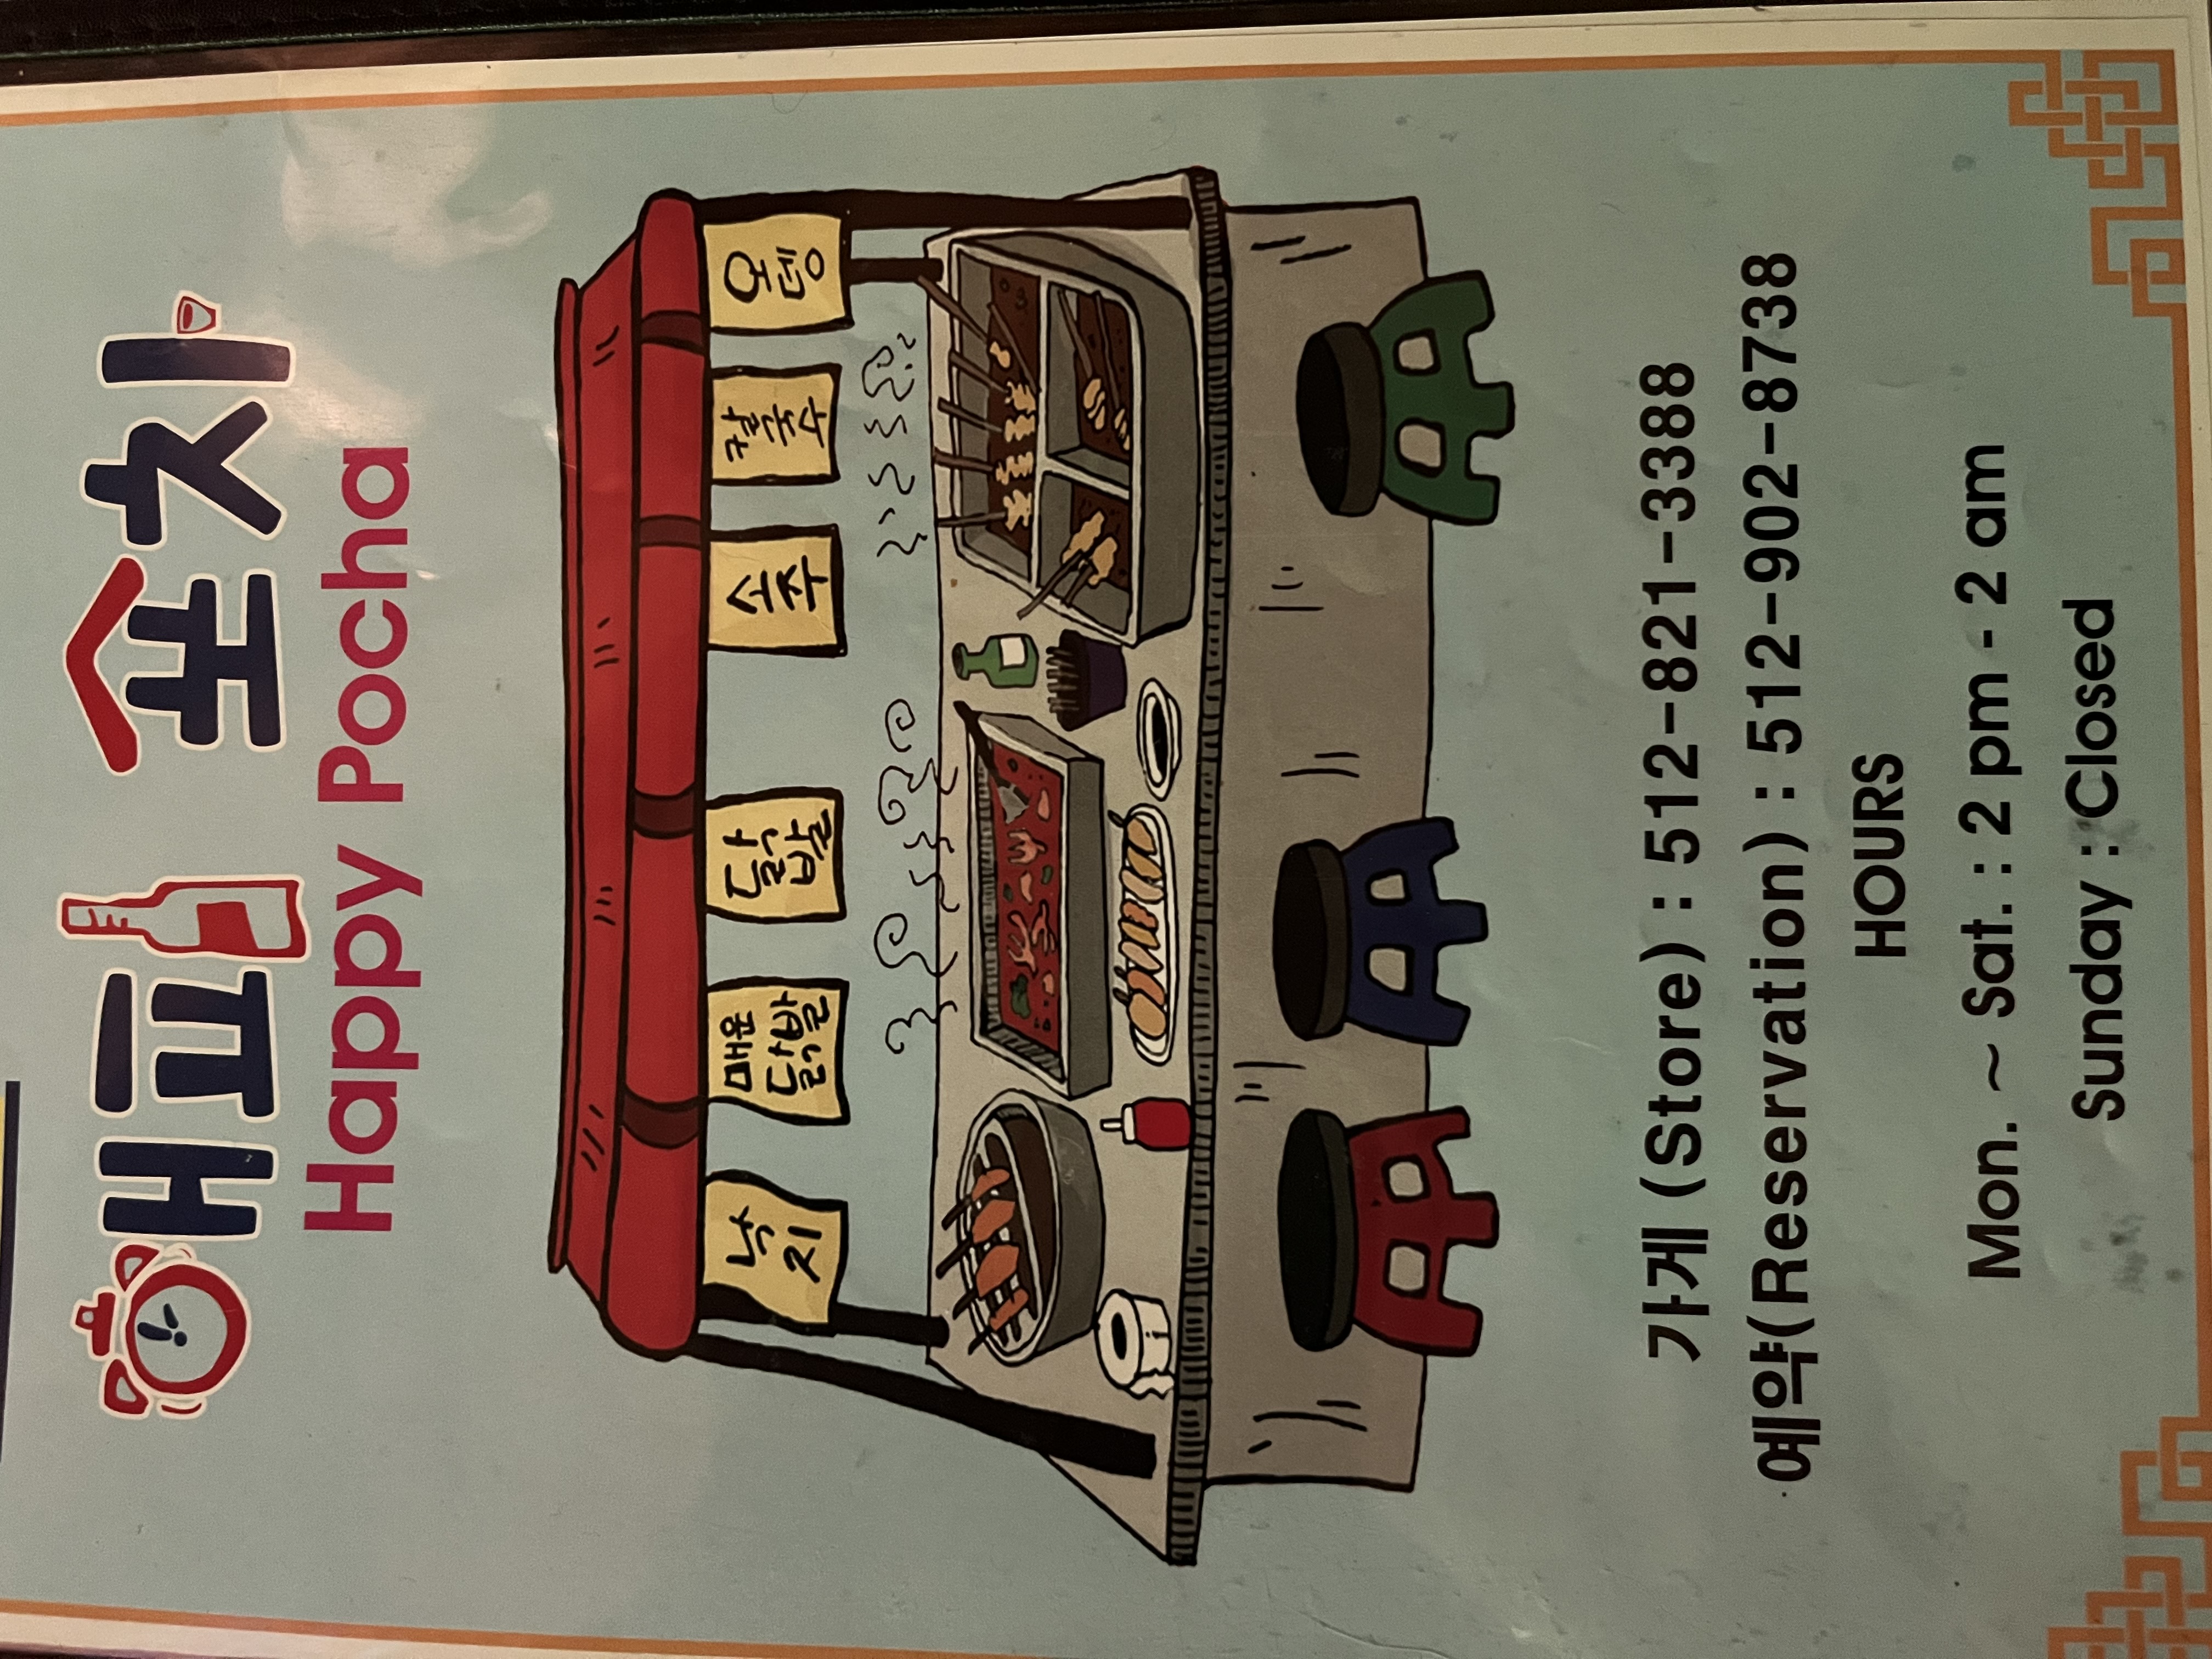 해피 포차
Happy Pocha
낙
지
매운
닭발
닭
발
소
주
칼
국
수
오
뎅
가게 (Store) : 512-821-3388
예약(Reservation) : 512-902-8738
HOURS
Mon. ~ Sat. : 2 pm - 2 am
Sunday : Closed